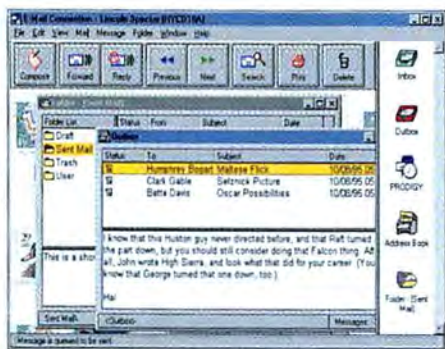 E-Mail Connection - Lincoln Spector (NYCD18A)
File Edit View Mail Message Folder Window Help
Compose Forward Reply Previous Next Search Print Delete
Inbox
Outbox
PRODIGY
Address Book
Folder - (Sent Mail)
Folder List Status From Subject Date
Draft
Sent Mail
Trash
User
Outbox
Status To Subject Date
Humphrey Bogart Maltese Flick 10/08/95 05
Clark Gable Selznick Picture 10/08/95 05
Bette Davis Oscar Possibilities 10/08/95 05
I know that this Huston guy never directed before, and that Raft turned
the part down, but you should still consider doing that Falcon thing. Af
all, John wrote High Sierra, and look what that did for your career. (You
know that George turned that one down, too.)
Hal
This is a sho
Sent Mail\
<Outbox>
Messages:
Message is queued to be sent